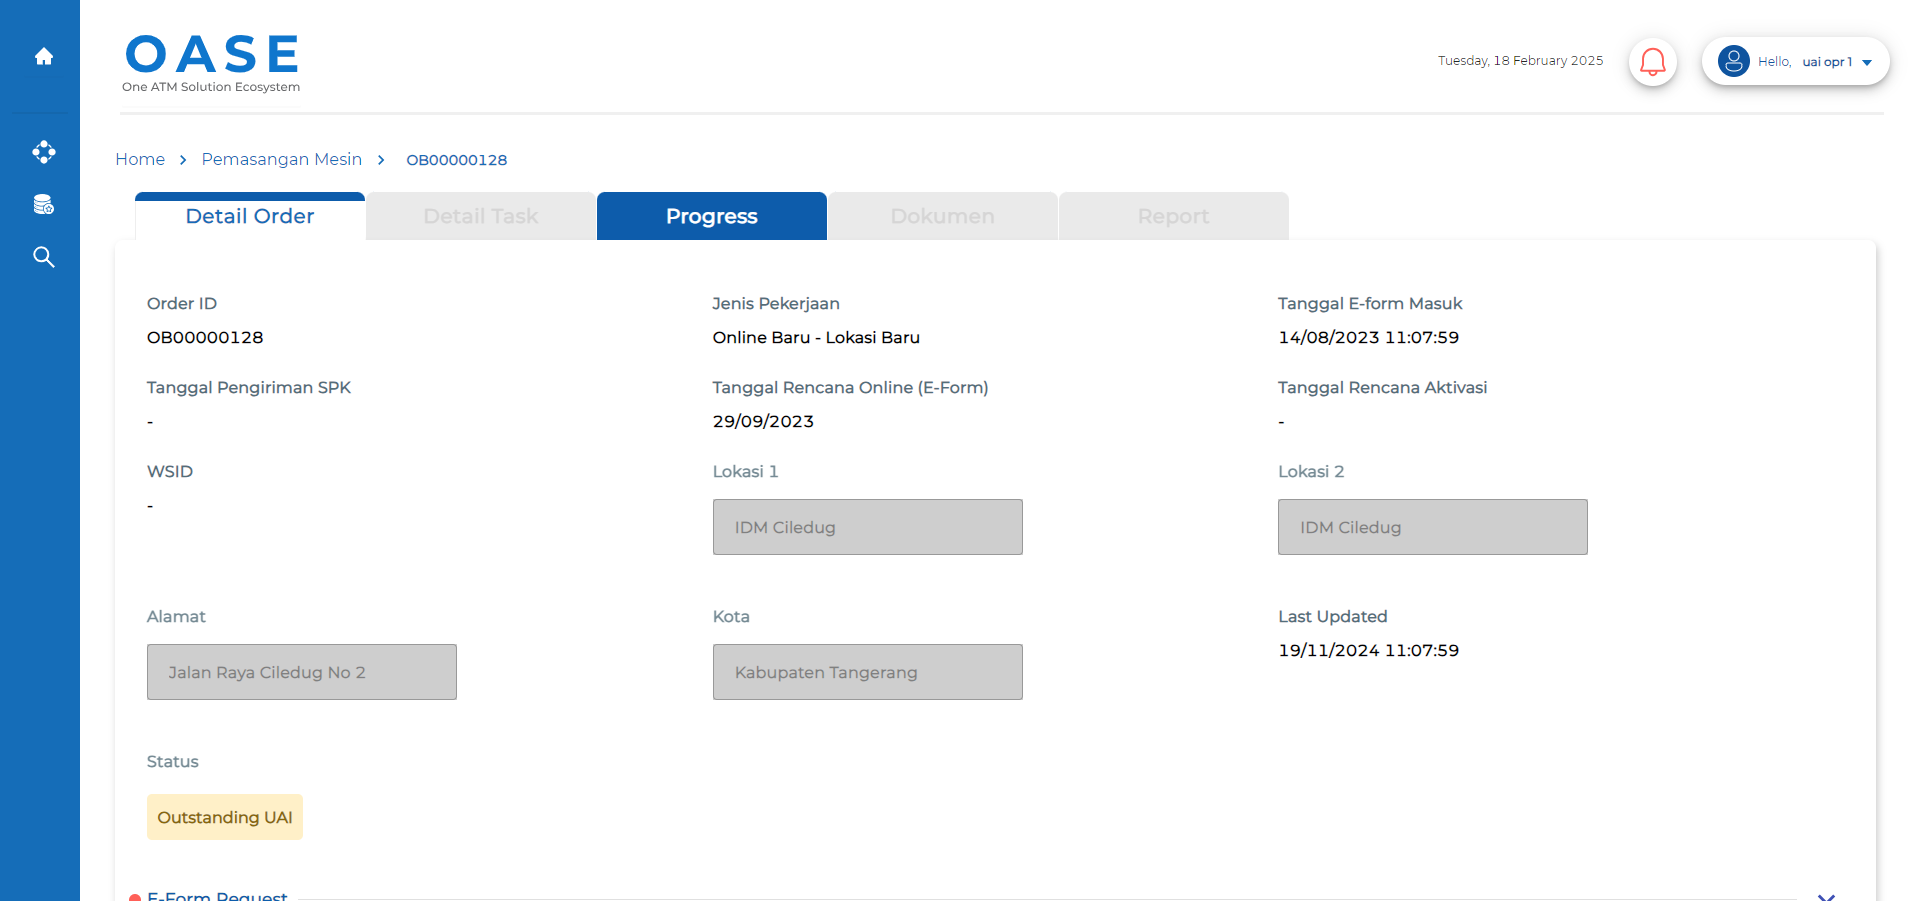 OASE
One ATM Solution Ecosystem
Tuesday, 18 February 2025
Hello, uai opr 1
Home > Pemasangan Mesin > OB00000128
Detail Order
Detail Task
Progress
Dokumen
Report
Order ID
OB00000128
Jenis Pekerjaan
Online Baru - Lokasi Baru
Tanggal E-form Masuk
14/08/2023 11:07:59
Tanggal Pengiriman SPK
-
Tanggal Rencana Online (E-Form)
29/09/2023
Tanggal Rencana Aktivasi
-
WSID
-
Lokasi 1
IDM Ciledug
Lokasi 2
IDM Ciledug
Alamat
Jalan Raya Ciledug No 2
Kota
Kabupaten Tangerang
Last Updated
19/11/2024 11:07:59
Status
Outstanding UAI
E-Form Request